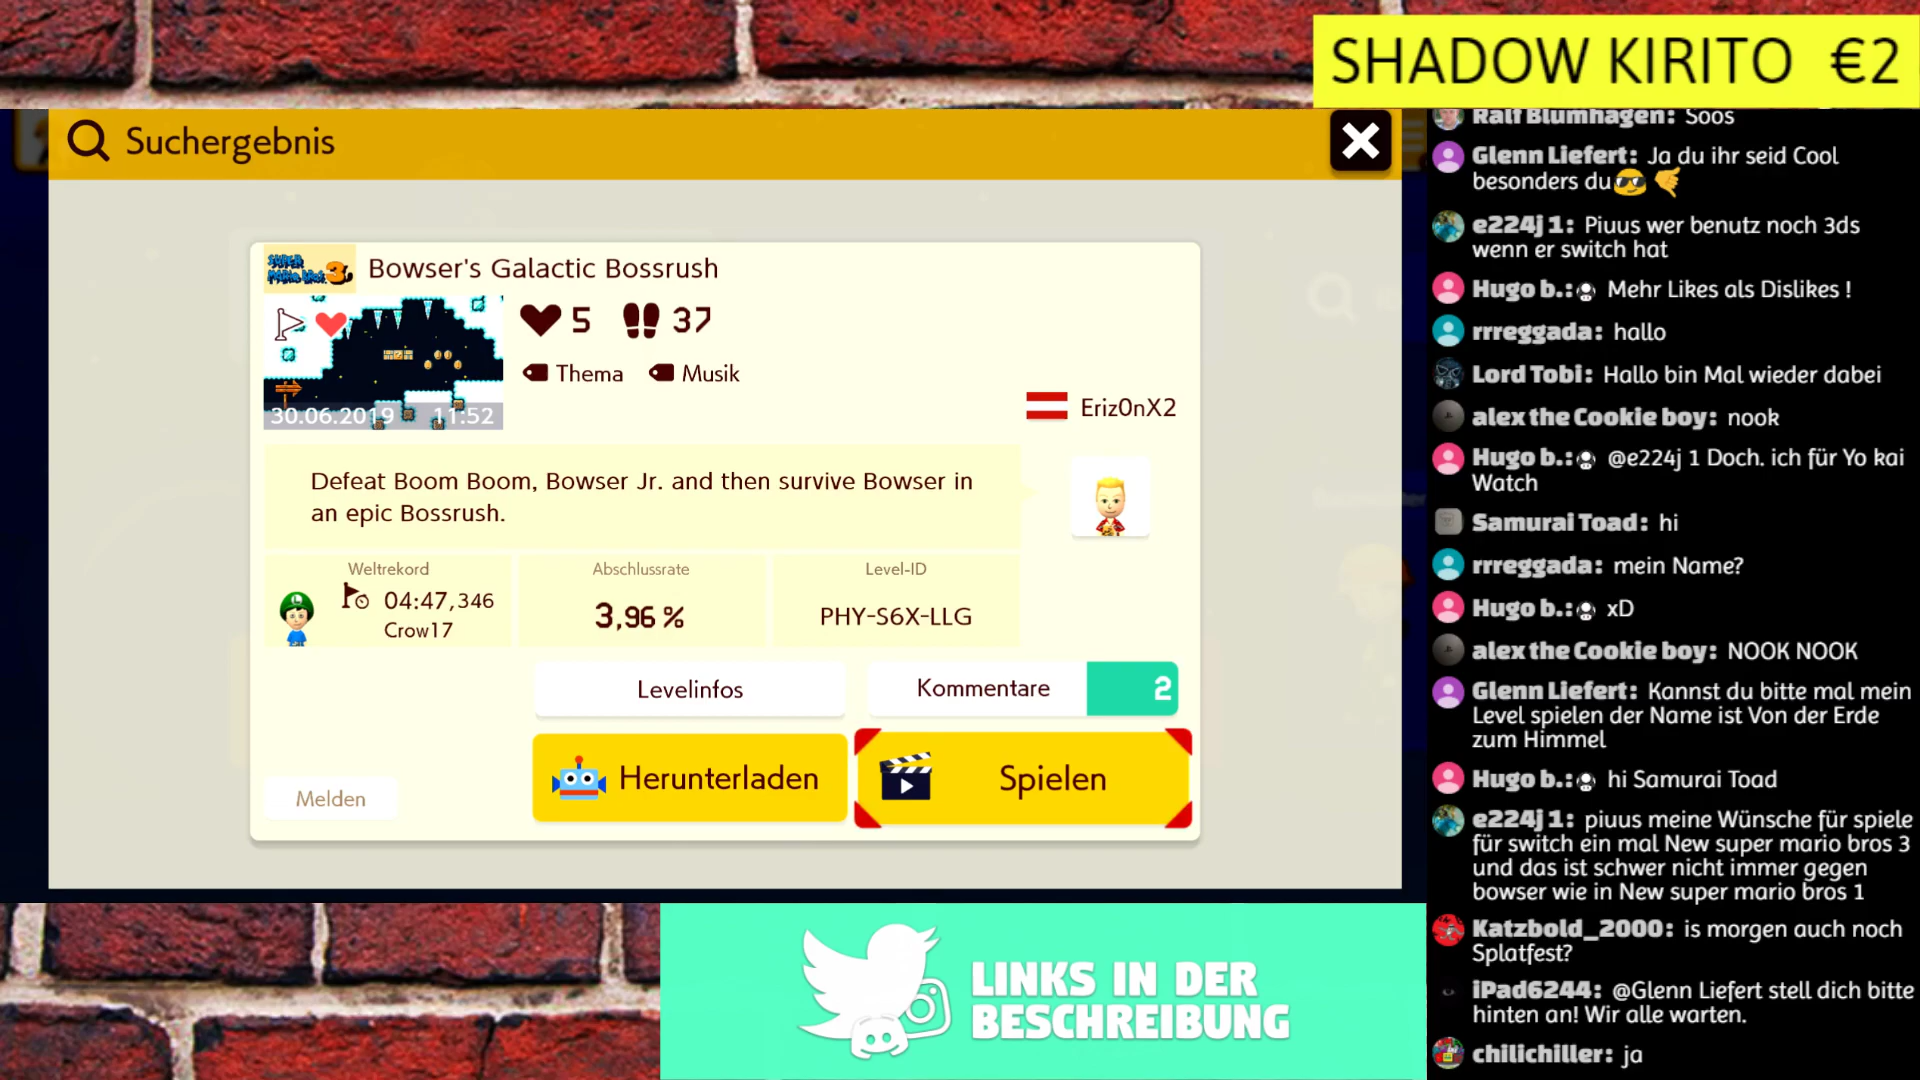 SHADOW KIRITO €2
Suchergebnis
SUPER MARIO BROS. 3
Bowser's Galactic Bossrush
5 37
Thema Musik
30.06.2019 11:52
Eriz0nX2
Defeat Boom Boom, Bowser Jr. and then survive Bowser in
an epic Bossrush.
Weltrekord
04:47,346
Crow17
Abschlussrate
3,96 %
Level-ID
PHY-S6X-LLG
Levelinfos
Kommentare 2
Melden
Herunterladen
Spielen
LINKS IN DER
BESCHREIBUNG
Ralf Blumhagen: Soos
Glenn Liefert: Ja du ihr seid Cool
besonders du😎🤙
e224j 1: Piuus wer benutz noch 3ds
wenn er switch hat
Hugo b.: Mehr Likes als Dislikes !
rrreggada: hallo
Lord Tobi: Hallo bin Mal wieder dabei
alex the Cookie boy: nook
Hugo b.: @e224j 1 Doch. ich für Yo kai
Watch
Samurai Toad: hi
rrreggada: mein Name?
Hugo b.: xD
alex the Cookie boy: NOOK NOOK
Glenn Liefert: Kannst du bitte mal mein
Level spielen der Name ist Von der Erde
zum Himmel
Hugo b.: hi Samurai Toad
e224j 1: piuus meine Wünsche für spiele
für switch ein mal New super mario bros 3
und das ist schwer nicht immer gegen
bowser wie in New super mario bros 1
Katzbold_2000: is morgen auch noch
Splatfest?
iPad6244: @Glenn Liefert stell dich bitte
hinten an! Wir alle warten.
chilichiller: ja